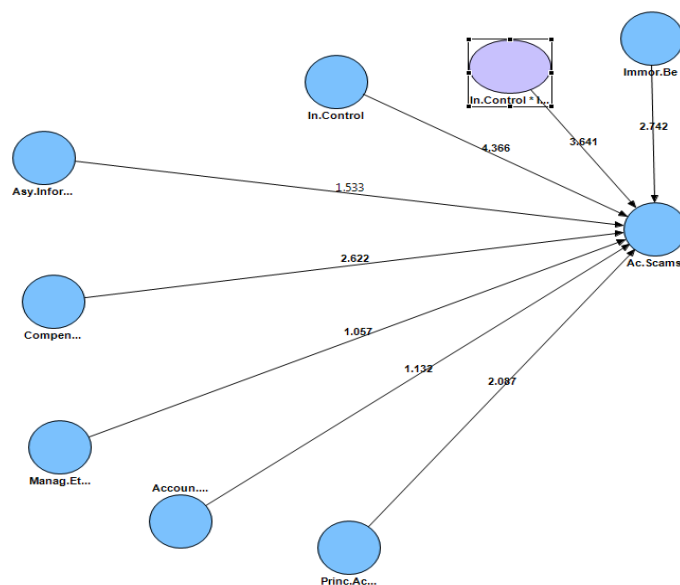 Immor.Be
In.Control * I...
In.Control
2.742
3.641
4.366
Asy.Infor...
1.533
Ac.Scams
2.622
Compen...
1.057
1.132
2.087
Manag.Et...
Accoun....
Princ.Ac...